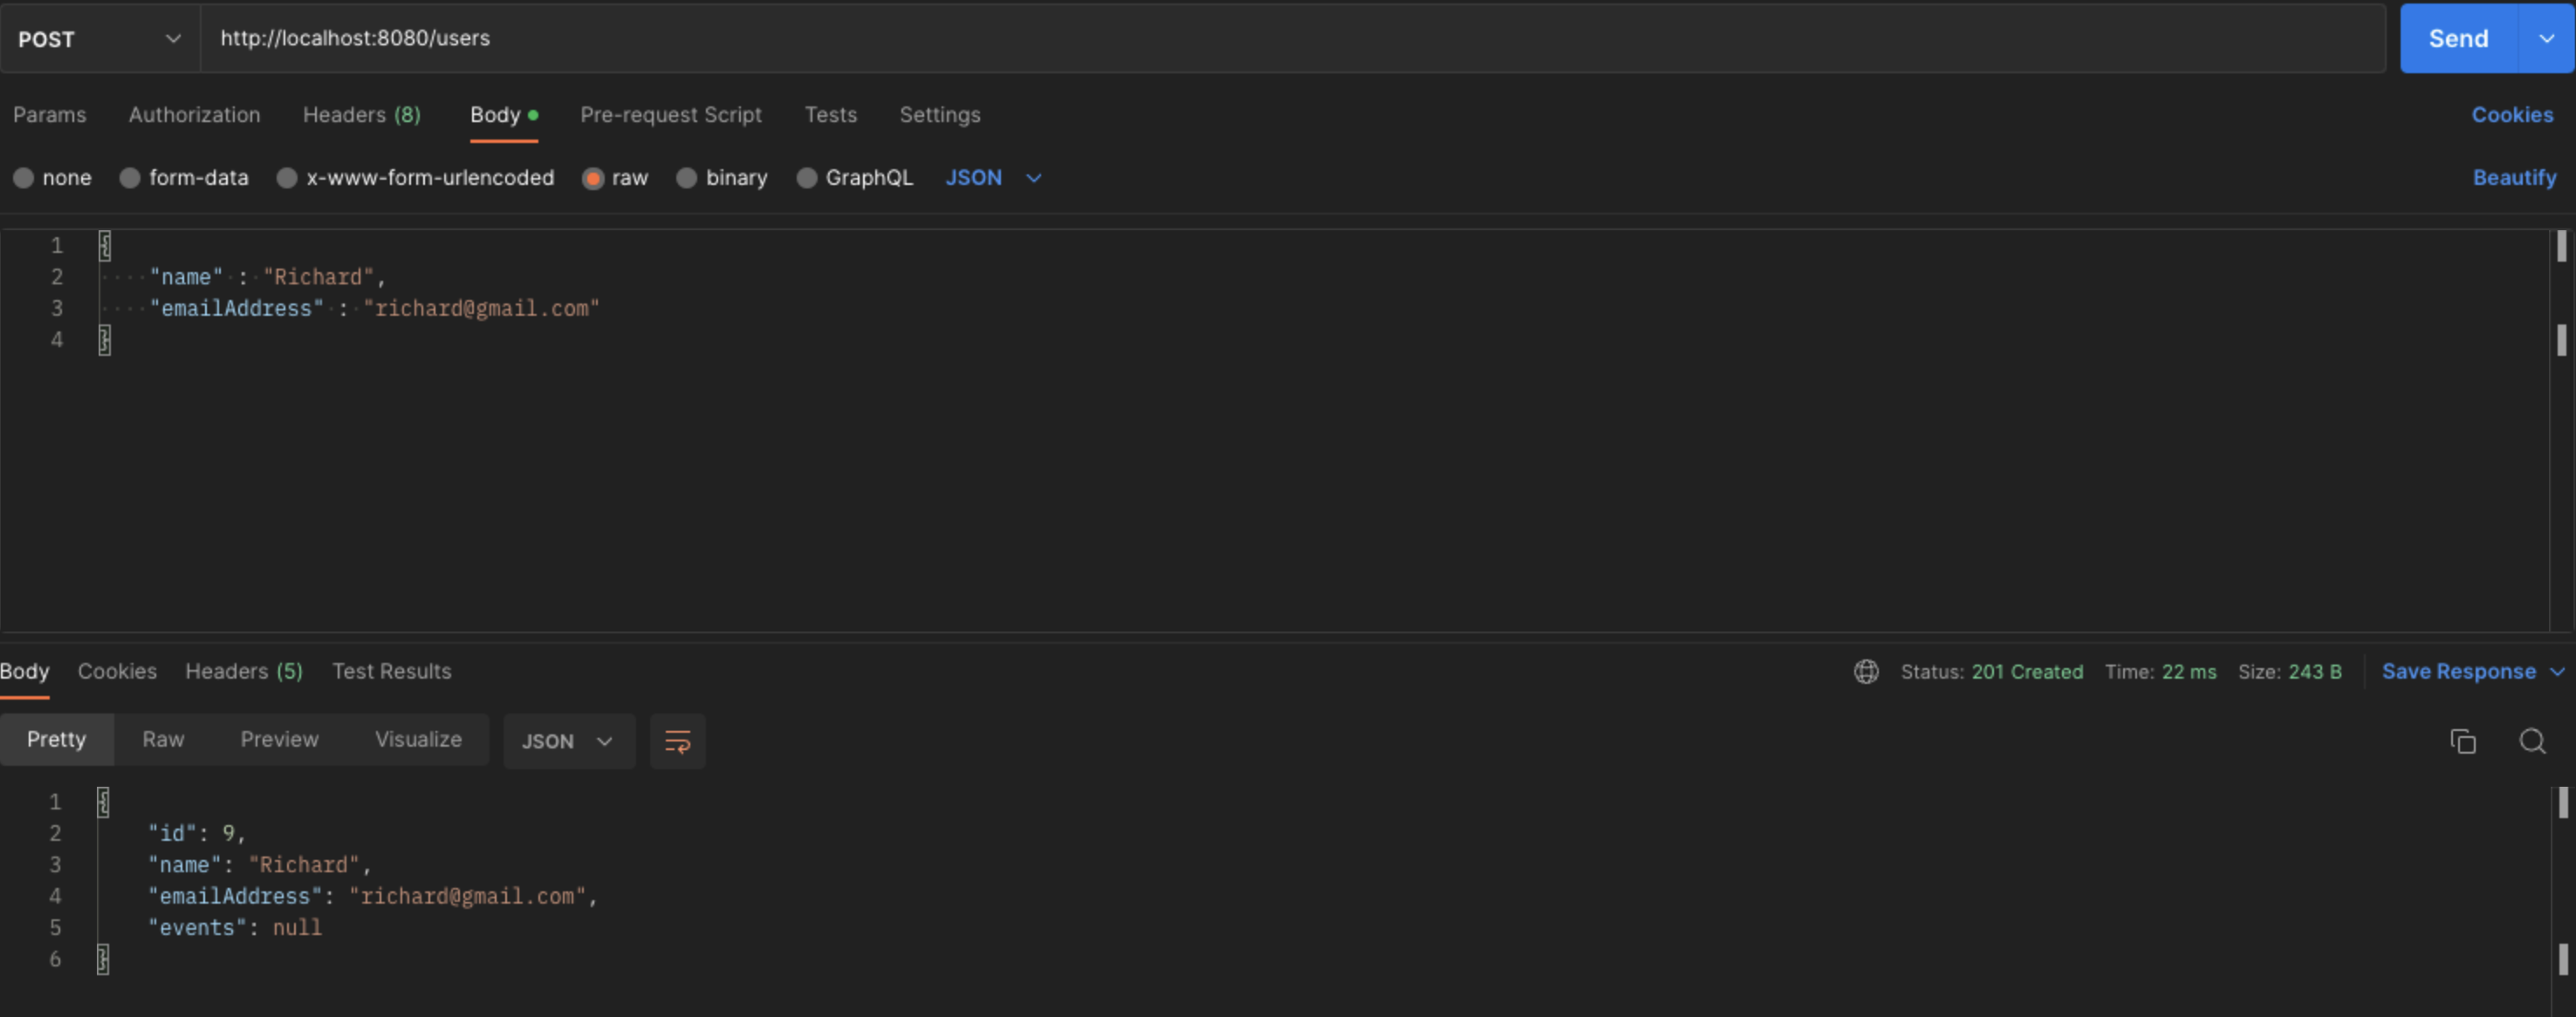 POST http://localhost:8080/users Send
Params Authorization Headers (8) Body Pre-request Script Tests Settings Cookies
none form-data x-www-form-urlencoded raw binary GraphQL JSON Beautify
1 {
2 "name" : "Richard",
3 "emailAddress" : "richard@gmail.com"
4 }
Body Cookies Headers (5) Test Results Status: 201 Created Time: 22 ms Size: 243 B Save Response
Pretty Raw Preview Visualize JSON
1 {
2 "id": 9,
3 "name": "Richard",
4 "emailAddress": "richard@gmail.com",
5 "events": null
6 }